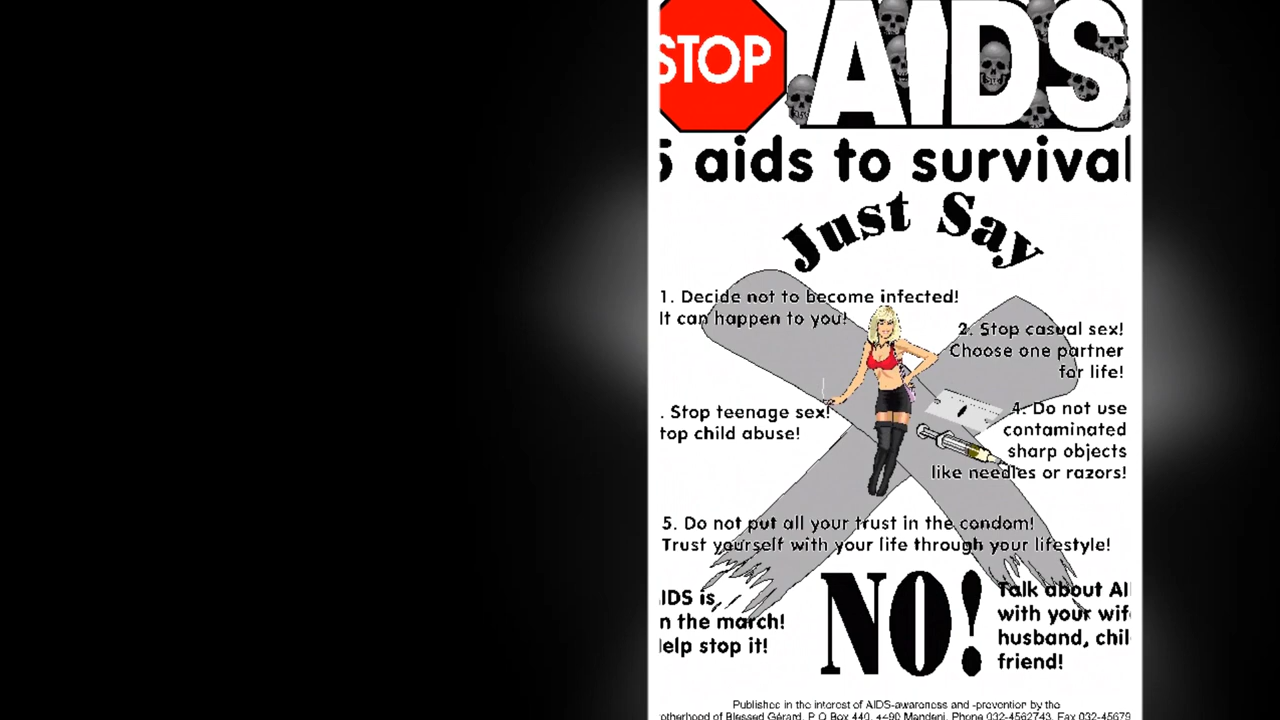 STOP AIDS
5 aids to survival
Just Say
1. Decide not to become infected!
It can happen to you!
2. Stop casual sex!
Choose one partner
for life!
. Stop teenage sex!
top child abuse!
4. Do not use
contaminated
sharp objects
like needles or razors!
5. Do not put all your trust in the condom!
Trust yourself with your life through your lifestyle!
IDS is
n the march!
elp stop it!
NO!
Talk about AI
with your wif
husband, chil
friend!
Published in the interest of AIDS-awareness and -prevention by the
otherhood of Blessed Gérard, P.O.Box 440, 4490 Mandeni, Phone 032-4562743, Fax 032-45679